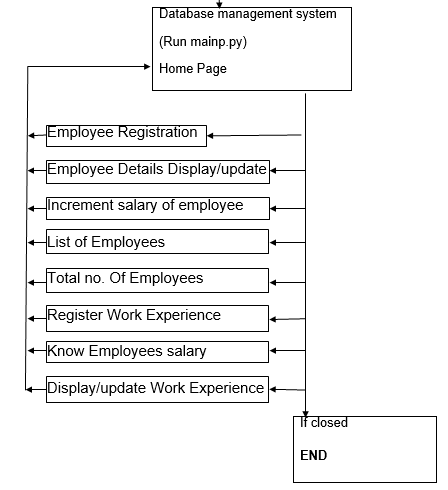 Database management system
(Run mainp.py)
Home Page
Employee Registration
Employee Details Display/update
Increment salary of employee
List of Employees
Total no. Of Employees
Register Work Experience
Know Employees salary
Display/update Work Experience
If closed
END